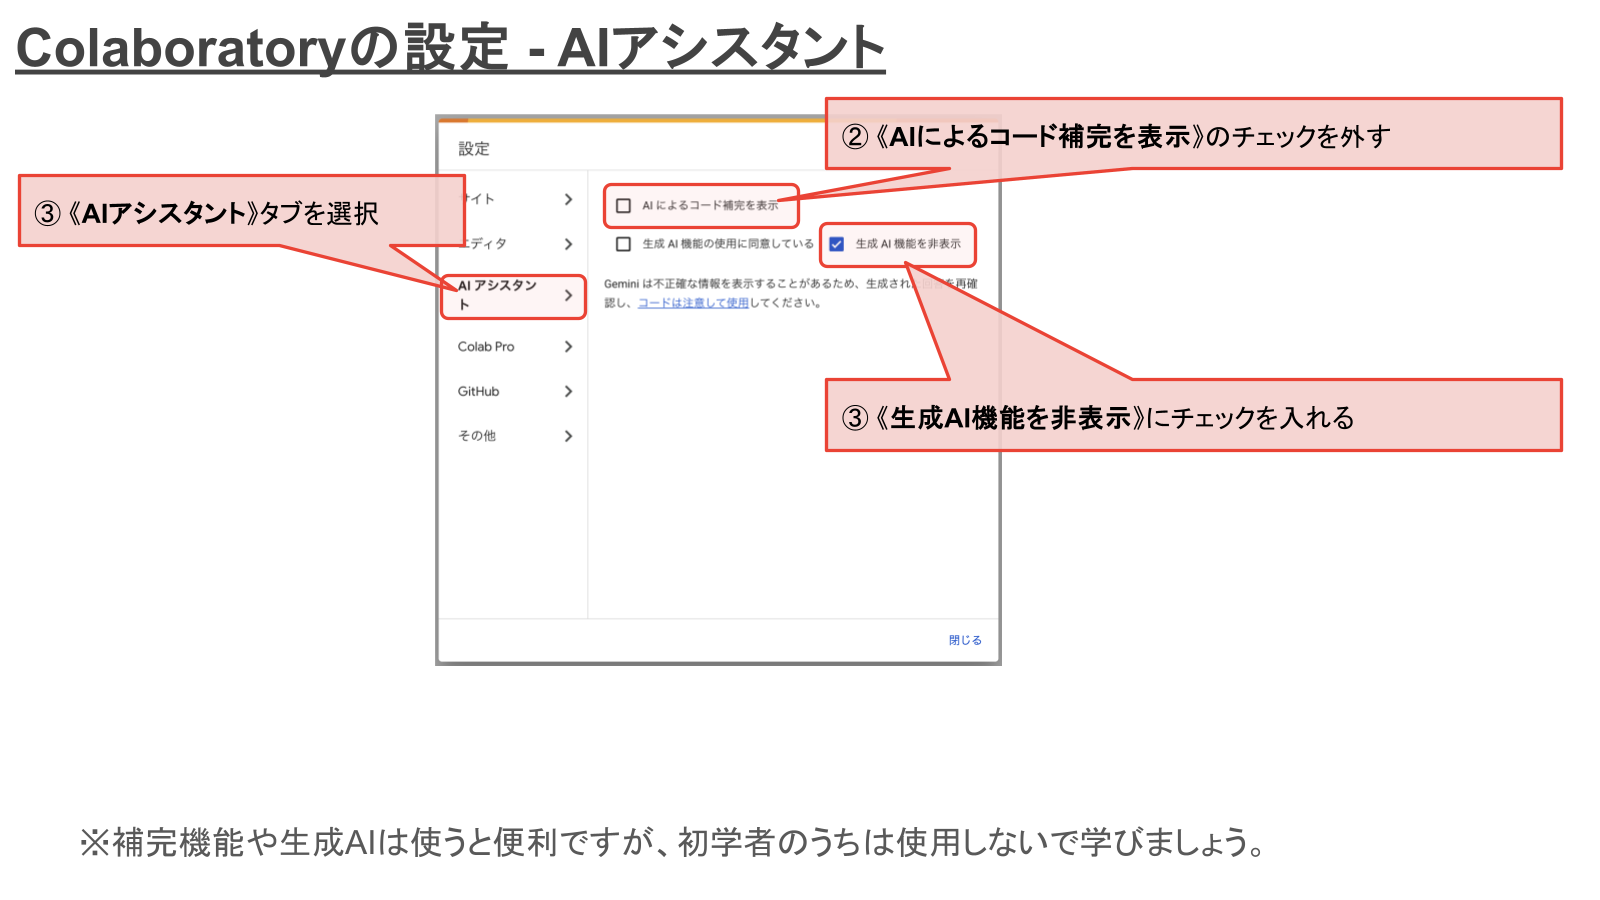 Colaboratoryの設定 - AIアシスタント
②《AIによるコード補完を表示》のチェックを外す
設定
③《AIアシスタント》タブを選択
サイト
エディタ
AI アシスタン
ト
Colab Pro
GitHub
その他
AI によるコード補完を表示
生成 AI 機能の使用に同意している
生成 AI 機能を非表示
Gemini は不正確な情報を表示することがあるため、生成された回答を再確
認し、コードは注意して使用してください。
③《生成AI機能を非表示》にチェックを入れる
閉じる
※補完機能や生成AIは使うと便利ですが、初学者のうちは使用しないで学びましょう。